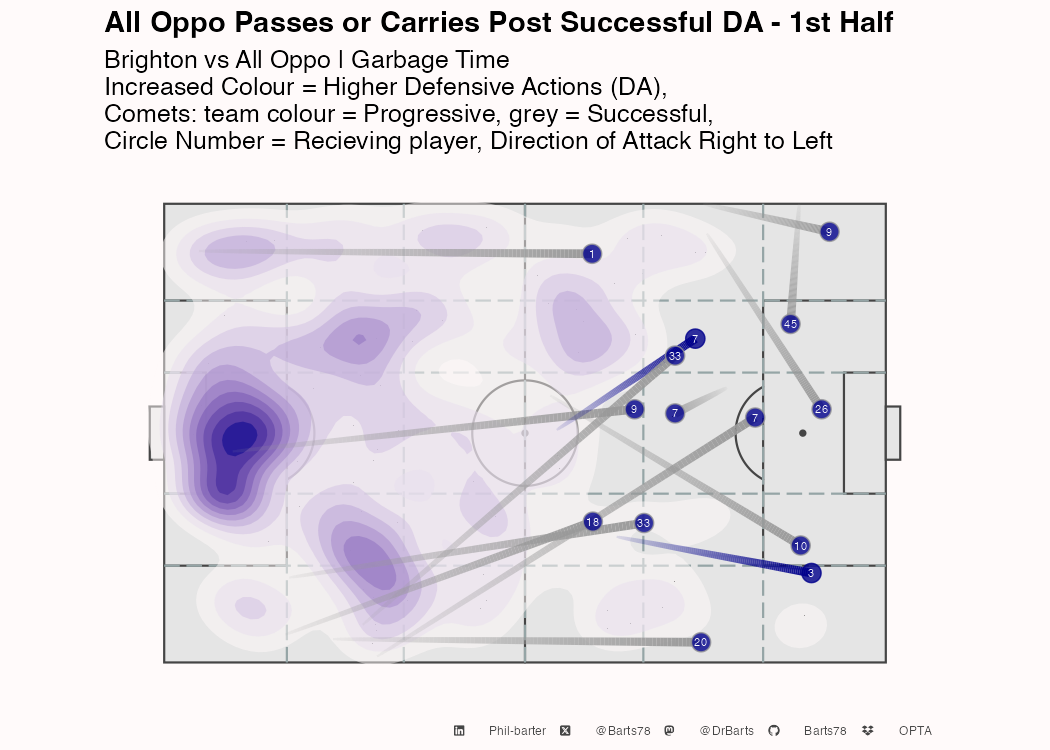 All Oppo Passes or Carries Post Successful DA - 1st Half
Brighton vs All Oppo | Garbage Time
Increased Colour = Higher Defensive Actions (DA),
Comets: team colour = Progressive, grey = Successful,
Circle Number = Recieving player, Direction of Attack Right to Left
9
1
45
7
33
9
7
26
7
18
33
10
3
20
Phil-barter @Barts78 @DrBarts Barts78 OPTA